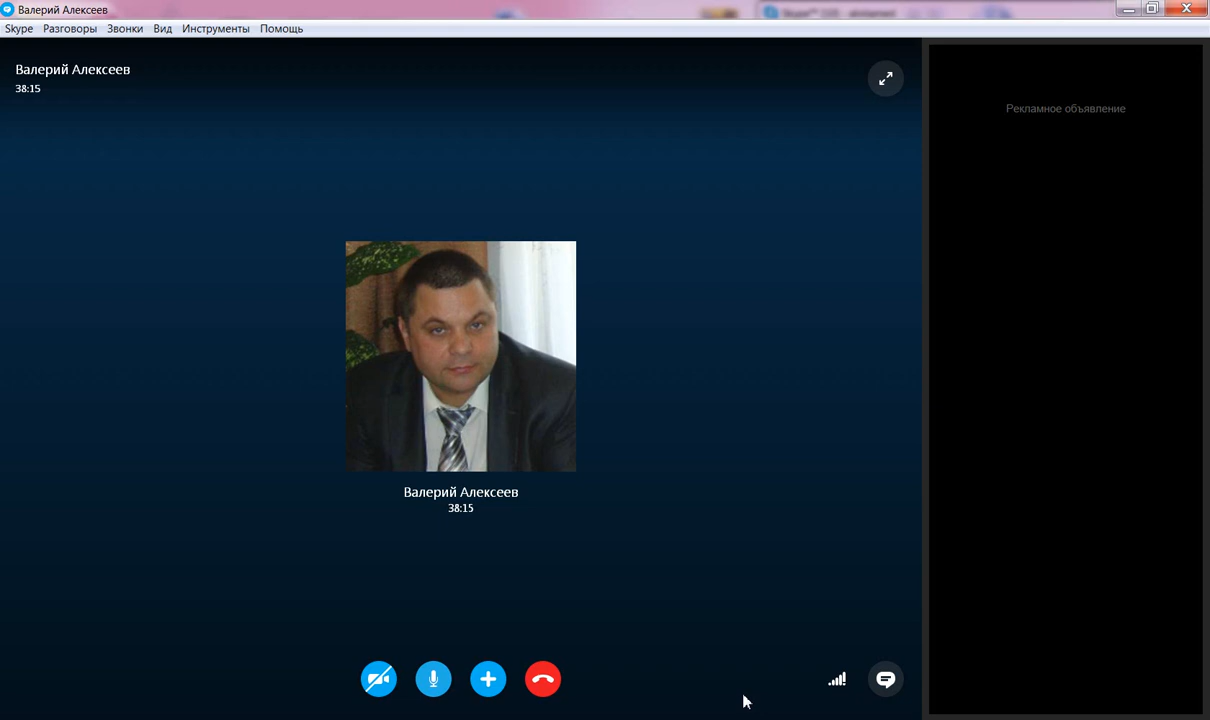 Валерий Алексеев
Skype Разговоры Звонки Вид Инструменты Помощь
Валерий Алексеев
38:15
Рекламное объявление
Валерий Алексеев
38:15